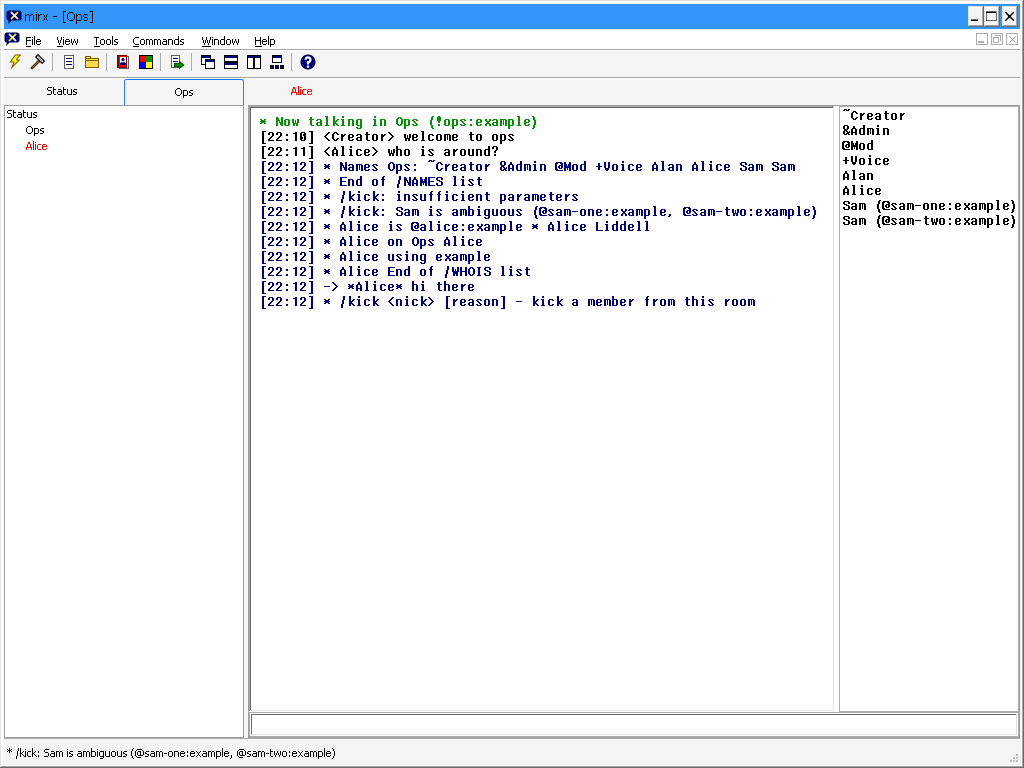 mirx - [Ops]
File View Tools Commands Window Help
Status Ops Alice
Status
Ops
Alice
* Now talking in Ops (!ops:example)
[22:10] <Creator> welcome to ops
[22:11] <Alice> who is around?
[22:12] * Names Ops: ~Creator &Admin @Mod +Voice Alan Alice Sam Sam
[22:12] * End of /NAMES list
[22:12] * /kick: insufficient parameters
[22:12] * /kick: Sam is ambiguous (@sam-one:example, @sam-two:example)
[22:12] * Alice is @alice:example * Alice Liddell
[22:12] * Alice on Ops Alice
[22:12] * Alice using example
[22:12] * Alice End of /WHOIS list
[22:12] -> *Alice* hi there
[22:12] * /kick <nick> [reason] - kick a member from this room
~Creator
&Admin
@Mod
+Voice
Alan
Alice
Sam (@sam-one:example)
Sam (@sam-two:example)
* /kick: Sam is ambiguous (@sam-one:example, @sam-two:example)